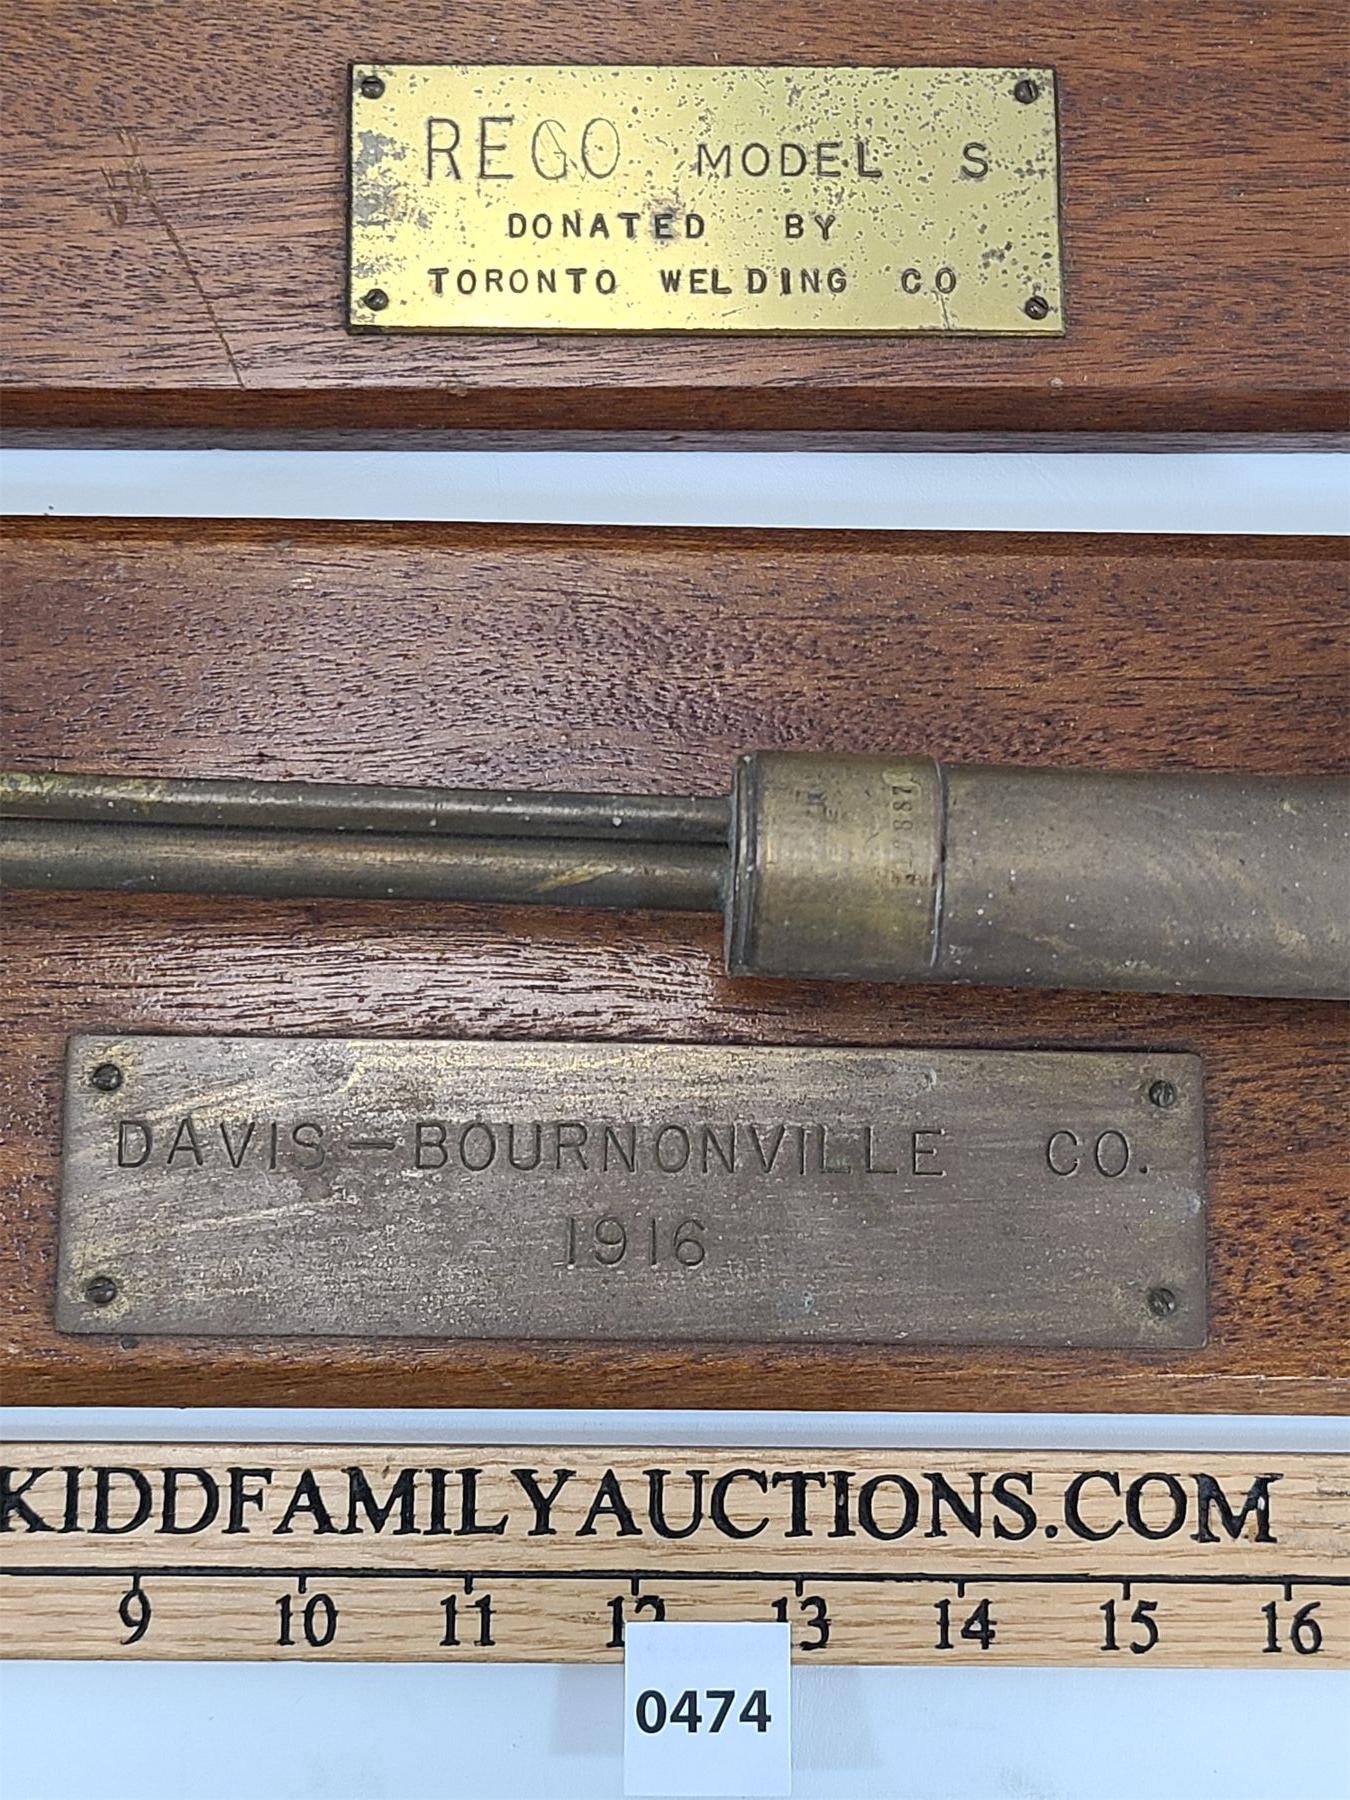 REGO MODEL S
DONATED BY
TORONTO WELDING CO
DAVIS-BOURNONVILLE CO.
1916
KIDDFAMILYAUCTIONS.COM
9 10 11 12 13 14 15 16
0474